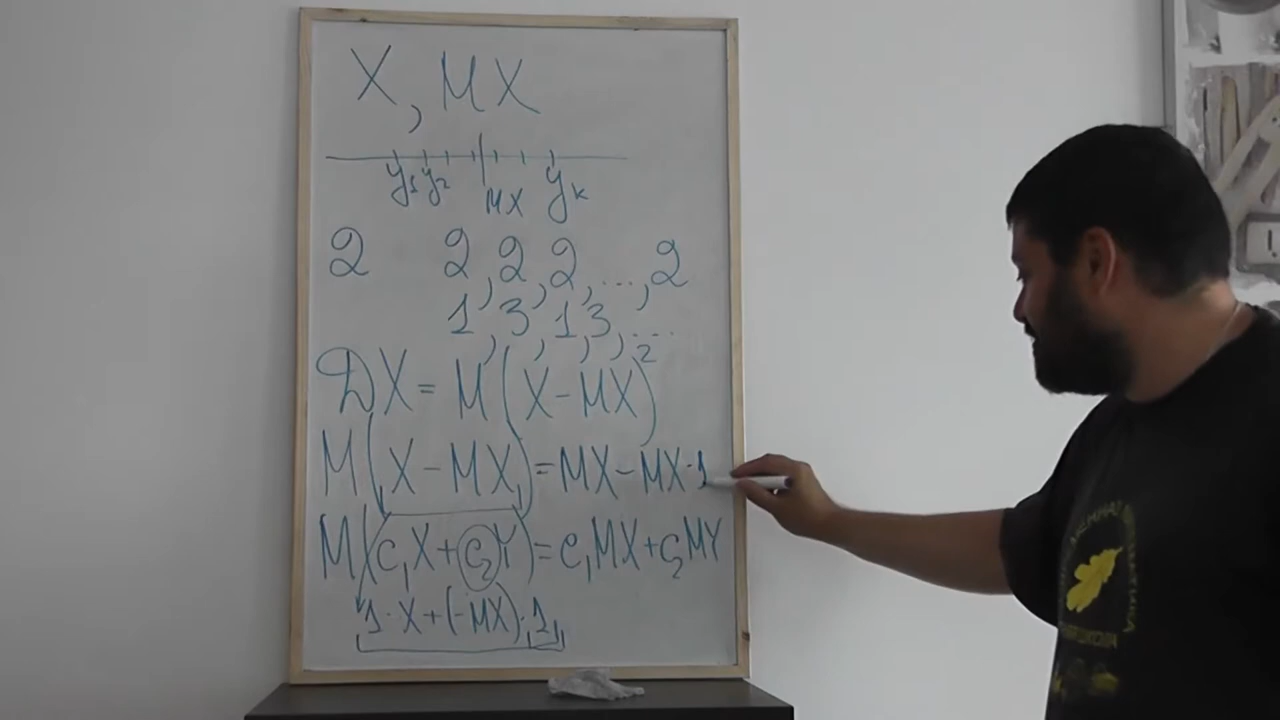 X, MX
y₁ y₂ MX yₖ
2 2, 2, 2, ..., 2
1, 3, 1, 3, ...
DX = M(X - MX)²
M(X - MX) = MX - MX · 1
M(c₁X + c₂Y) = c₁MX + c₂MY
1 · X + (-MX) · 1